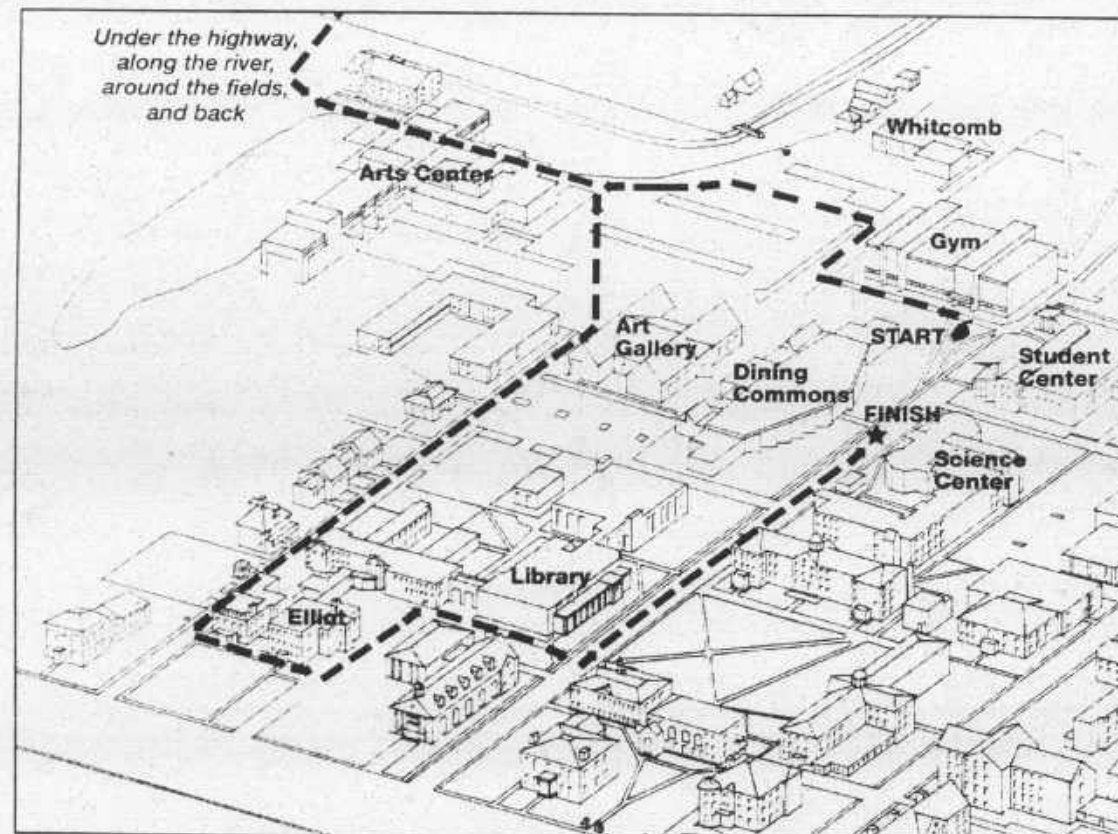 Under the highway,
along the river,
around the fields,
and back
Whitcomb
Arts Center
Gym
START
Art
Gallery
Student
Center
Dining
Commons
FINISH
Science
Center
Library
Elliot